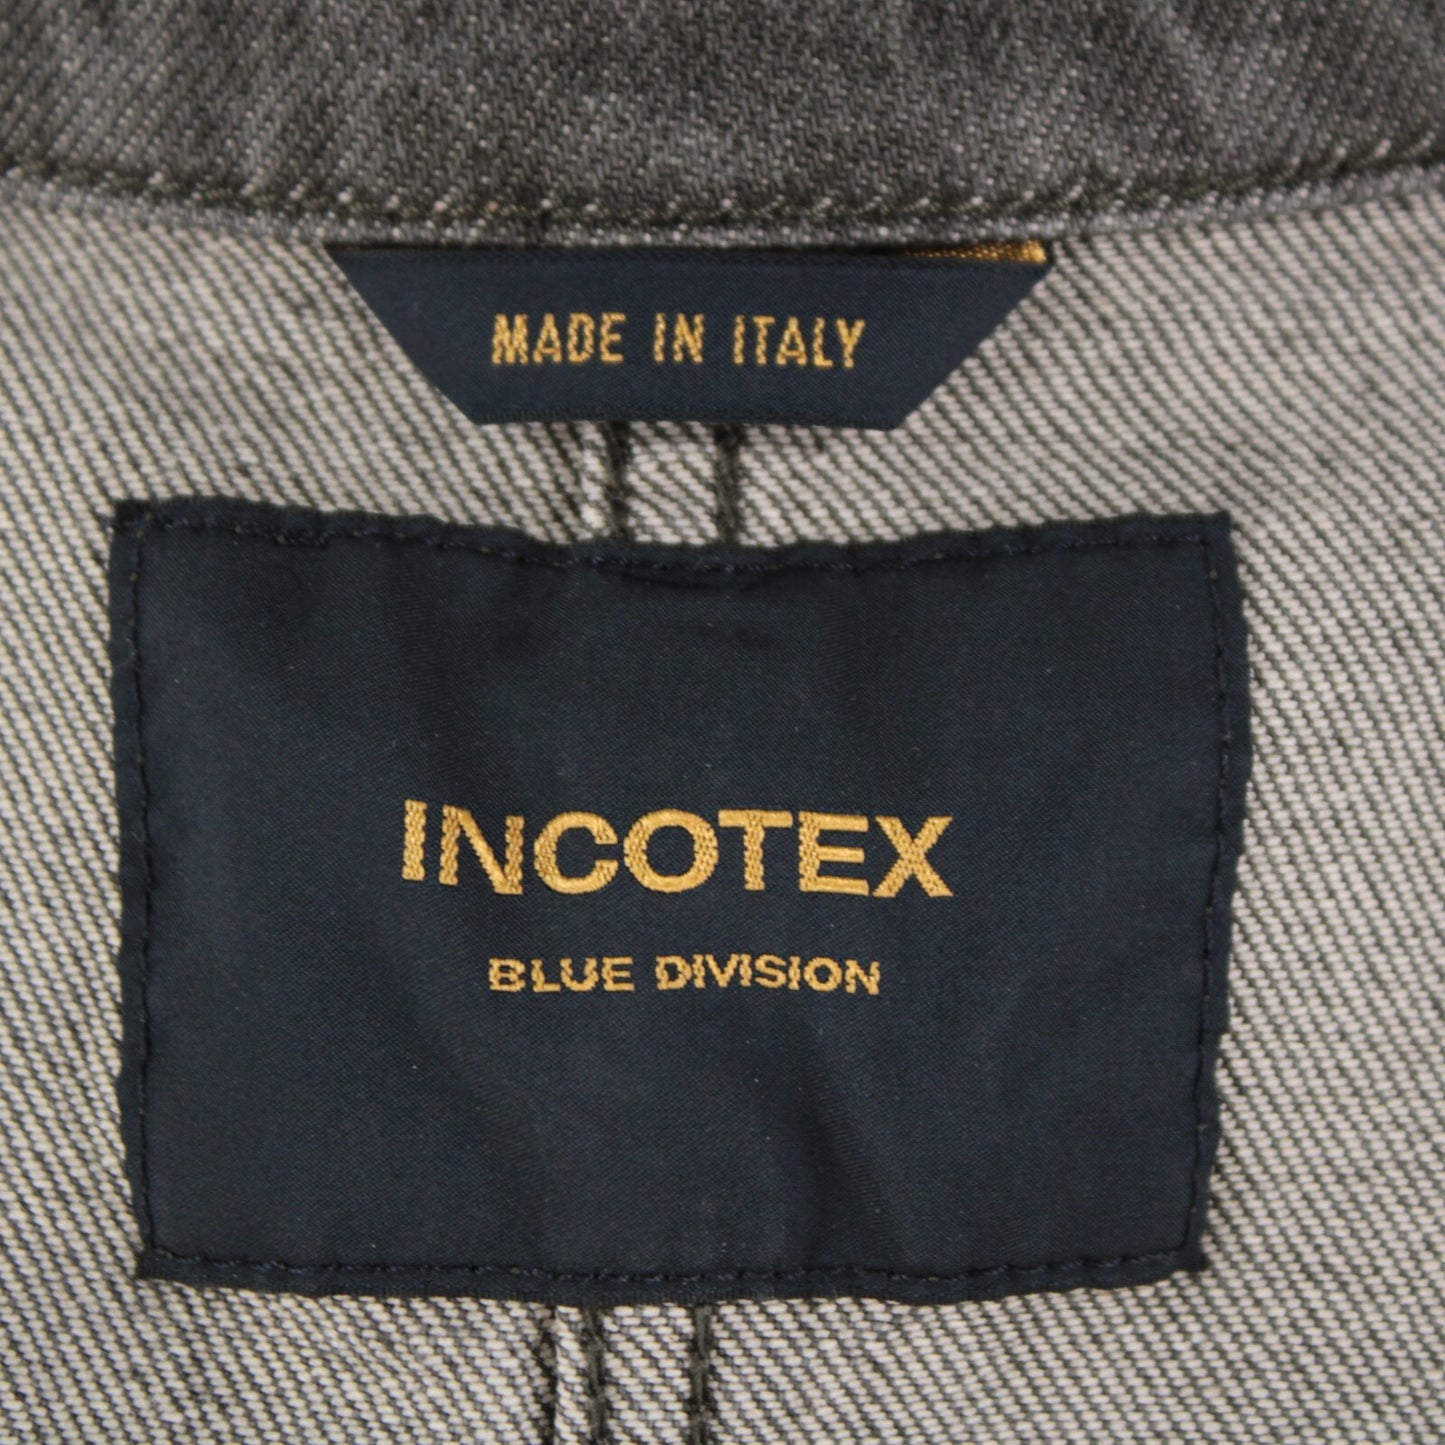 MADE IN ITALY
INCOTEX
BLUE DIVISION